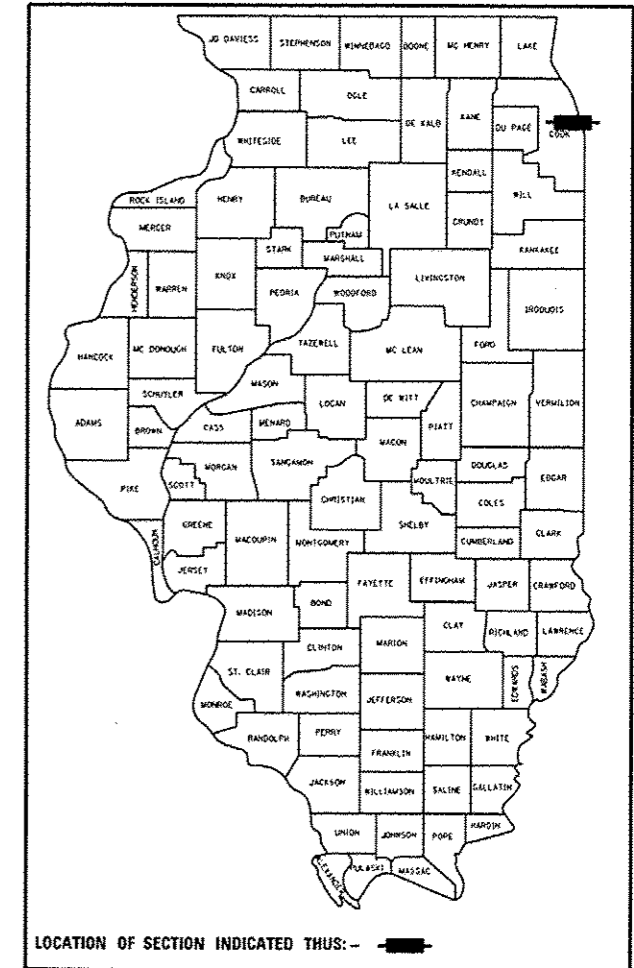 JO DAVIESS STEPHENSON WINNEBAGO BOONE MC HENRY LAKE
CARROLL OGLE DE KALB KANE DU PAGE COOK
WHITESIDE LEE
KENDALL WILL
ROCK ISLAND HENRY BUREAU LA SALLE GRUNDY
MERCER PUTNAM KANKAKEE
STARK MARSHALL
HENDERSON WARREN KNOX PEORIA WOODFORD LIVINGSTON IROQUOIS
HANCOCK MC DONOUGH FULTON TAZEWELL MC LEAN FORD
MASON
SCHUYLER LOGAN DE WITT CHAMPAIGN VERMILION
ADAMS BROWN CASS MENARD MACON PIATT
PIKE SCOTT MORGAN SANGAMON MOULTRIE DOUGLAS EDGAR
CHRISTIAN COLES
CALHOUN GREENE MACOUPIN MONTGOMERY SHELBY CUMBERLAND CLARK
JERSEY FAYETTE EFFINGHAM JASPER CRAWFORD
MADISON BOND
CLINTON MARION CLAY RICHLAND LAWRENCE
ST. CLAIR WASHINGTON WAYNE EDWARDS WABASH
MONROE JEFFERSON
RANDOLPH PERRY HAMILTON WHITE
FRANKLIN
JACKSON WILLIAMSON SALINE GALLATIN
UNION JOHNSON POPE HARDIN
ALEXANDER PULASKI MASSAC
LOCATION OF SECTION INDICATED THUS: -